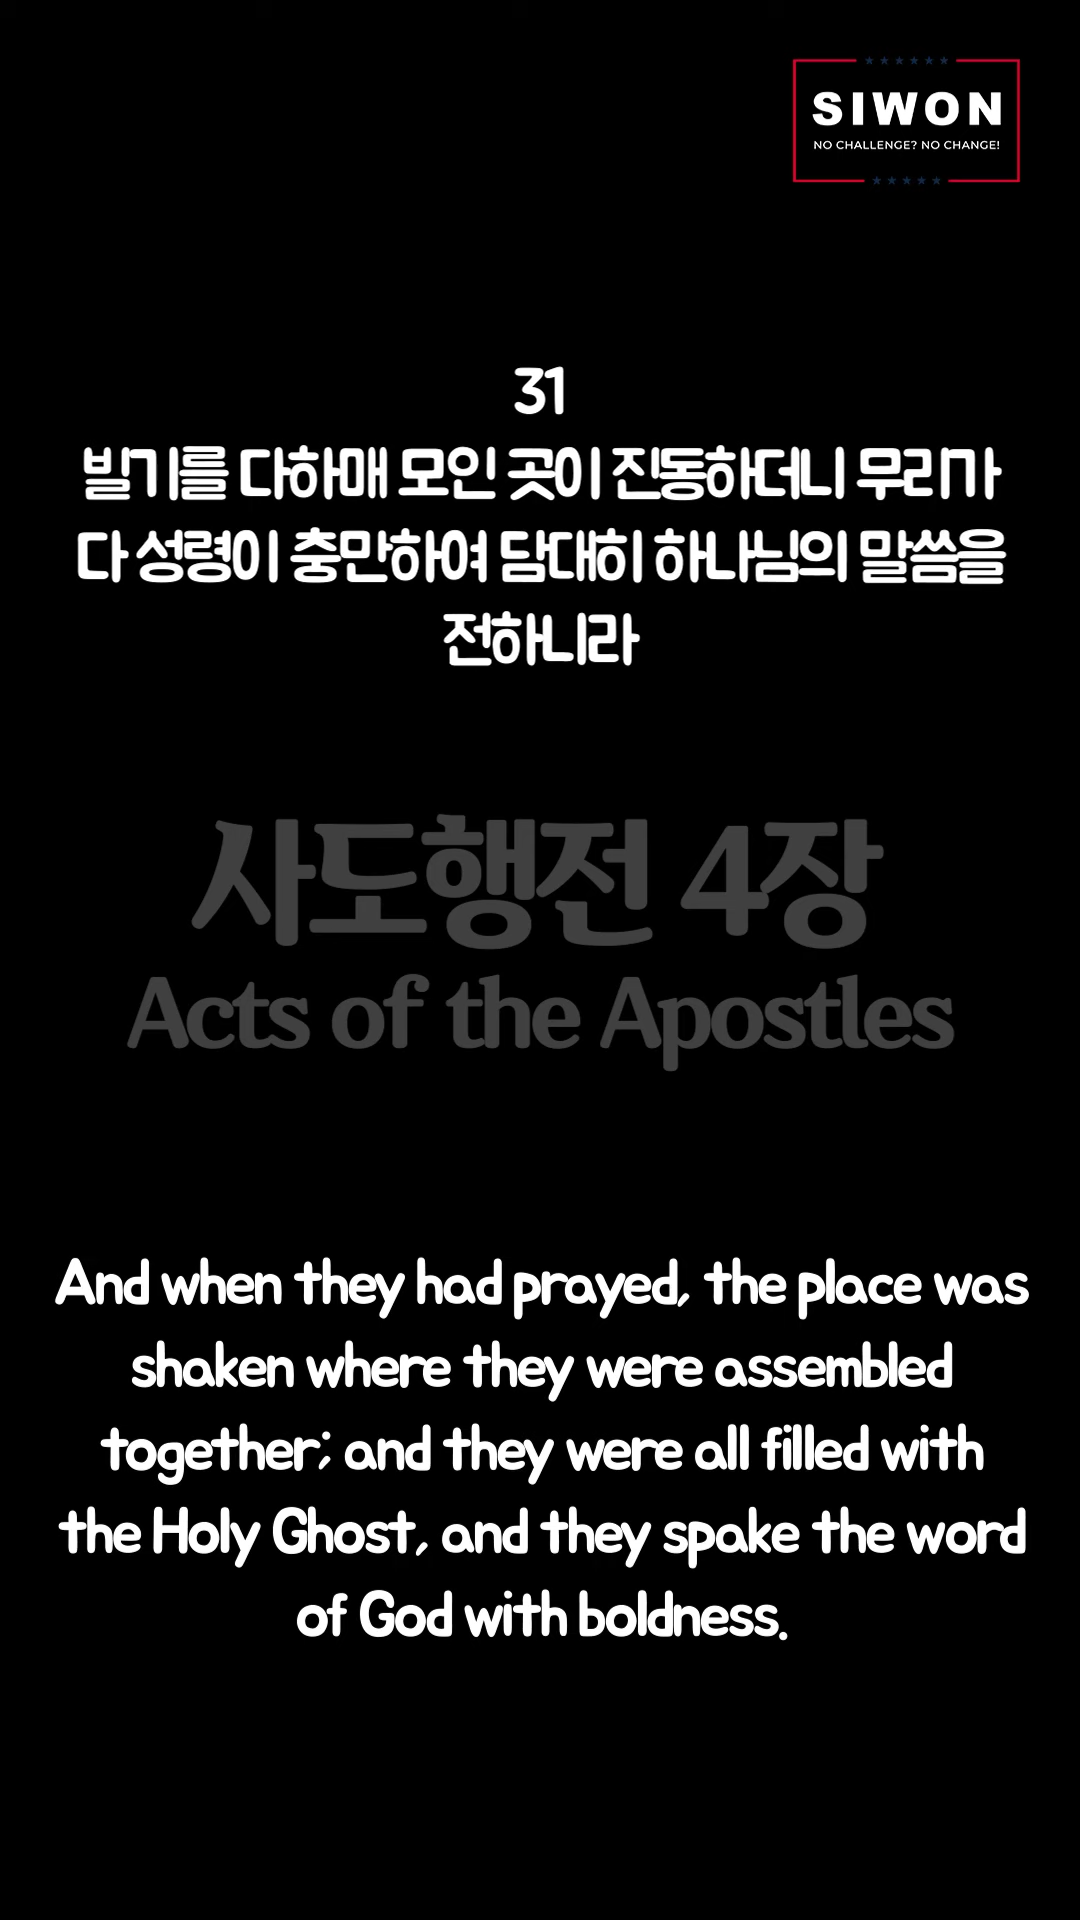 SIWON
NO CHALLENGE? NO CHANGE!
31
빌기를 다하매 모인 곳이 진동하더니 무리가
다 성령이 충만하여 담대히 하나님의 말씀을
전하니라
사도행전 4장
Acts of the Apostles
And when they had prayed, the place was
shaken where they were assembled
together; and they were all filled with
the Holy Ghost, and they spake the word
of God with boldness.